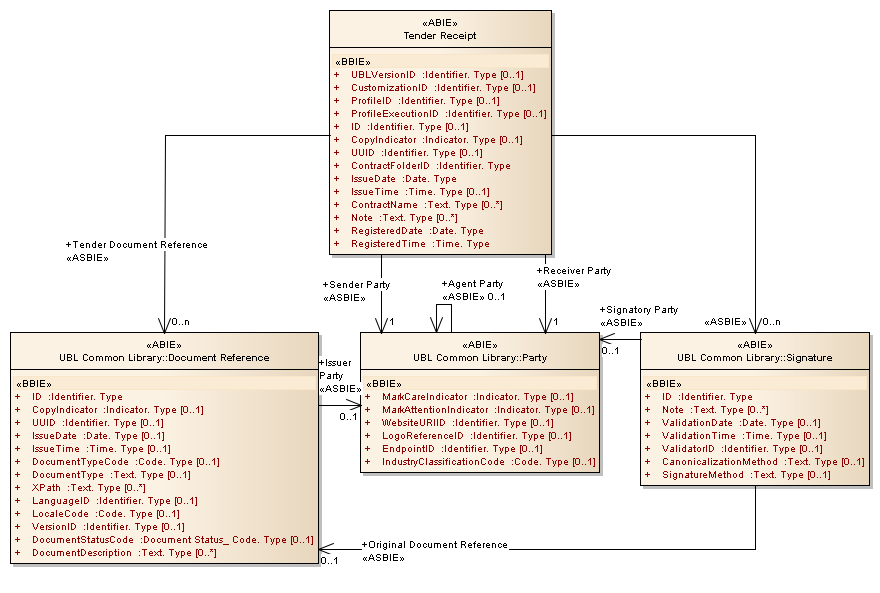 «ABIE»
Tender Receipt
«BBIE»
+ UBLVersionID :Identifier. Type [0..1]
+ CustomizationID :Identifier. Type [0..1]
+ ProfileID :Identifier. Type [0..1]
+ ProfileExecutionID :Identifier. Type [0..1]
+ ID :Identifier. Type [0..1]
+ CopyIndicator :Indicator. Type [0..1]
+ UUID :Identifier. Type [0..1]
+ ContractFolderID :Identifier. Type
+ IssueDate :Date. Type
+ IssueTime :Time. Type [0..1]
+ ContractName :Text. Type [0..*]
+ Note :Text. Type [0..*]
+ RegisteredDate :Date. Type
+ RegisteredTime :Time. Type
+Tender Document Reference
«ASBIE»
0..n
+Sender Party
«ASBIE»
1
+Agent Party
«ASBIE» 0..1
+Receiver Party
«ASBIE»
1
+Signatory Party
«ASBIE»
0..1
«ASBIE»
0..n
«ABIE»
UBL Common Library::Document Reference
«BBIE»
+ ID :Identifier. Type
+ CopyIndicator :Indicator. Type [0..1]
+ UUID :Identifier. Type [0..1]
+ IssueDate :Date. Type [0..1]
+ IssueTime :Time. Type [0..1]
+ DocumentTypeCode :Code. Type [0..1]
+ DocumentType :Text. Type [0..1]
+ XPath :Text. Type [0..*]
+ LanguageID :Identifier. Type [0..1]
+ LocaleCode :Code. Type [0..1]
+ VersionID :Identifier. Type [0..1]
+ DocumentStatusCode :Document Status_ Code. Type [0..1]
+ DocumentDescription :Text. Type [0..*]
+Issuer
Party
«ASBIE»
0..1
«ABIE»
UBL Common Library::Party
«BBIE»
+ MarkCareIndicator :Indicator. Type [0..1]
+ MarkAttentionIndicator :Indicator. Type [0..1]
+ WebsiteURIID :Identifier. Type [0..1]
+ LogoReferenceID :Identifier. Type [0..1]
+ EndpointID :Identifier. Type [0..1]
+ IndustryClassificationCode :Code. Type [0..1]
«ABIE»
UBL Common Library::Signature
«BBIE»
+ ID :Identifier. Type
+ Note :Text. Type [0..*]
+ ValidationDate :Date. Type [0..1]
+ ValidationTime :Time. Type [0..1]
+ ValidatorID :Identifier. Type [0..1]
+ CanonicalizationMethod :Text. Type [0..1]
+ SignatureMethod :Text. Type [0..1]
+Original Document Reference
«ASBIE»
0..1